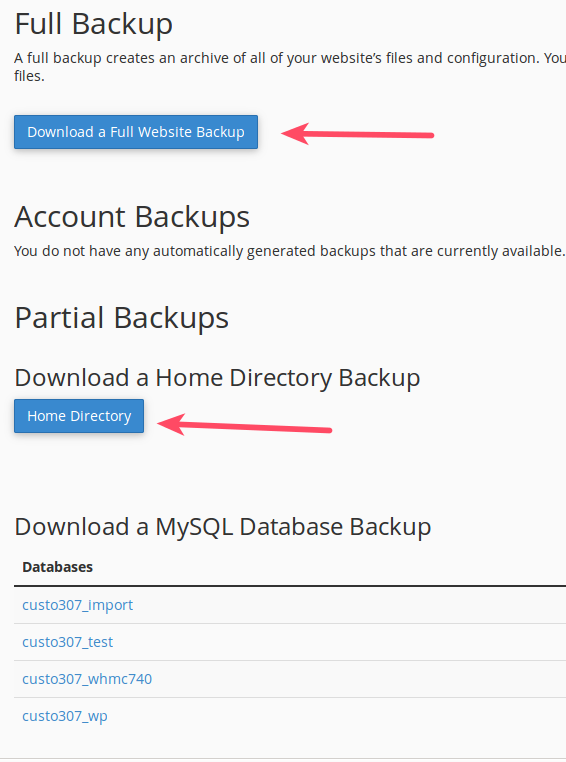 Full Backup
A full backup creates an archive of all of your website’s files and configuration. You
files.
Download a Full Website Backup
Account Backups
You do not have any automatically generated backups that are currently available.
Partial Backups
Download a Home Directory Backup
Home Directory
Download a MySQL Database Backup
Databases
custo307_import
custo307_test
custo307_whmc740
custo307_wp